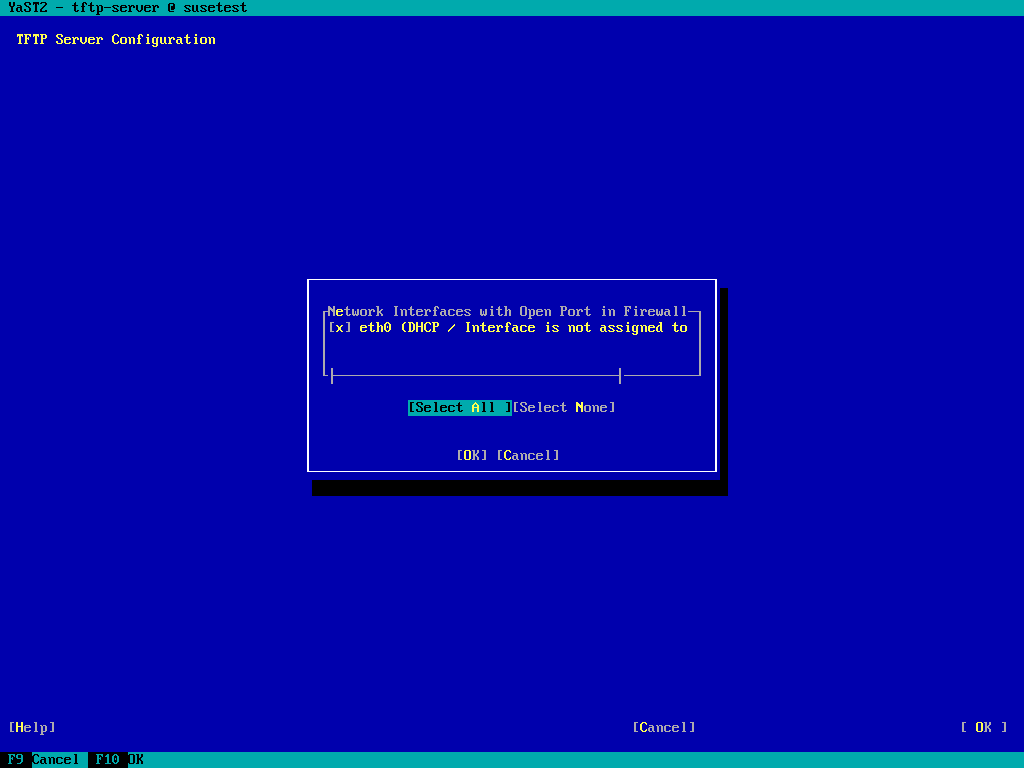 YaST2 - tftp-server @ susetest
TFTP Server Configuration
Network Interfaces with Open Port in Firewall
[x] eth0 (DHCP / Interface is not assigned to
[Select All ][Select None]
[OK] [Cancel]
[Help] [Cancel] [ OK ]
F9 Cancel F10 OK